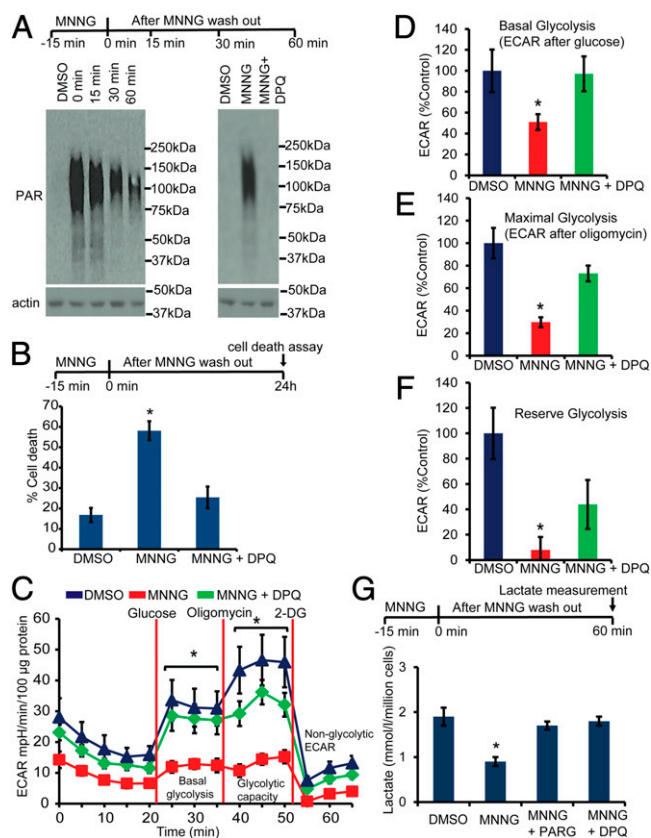 A
MNNG After MNNG wash out
-15 min 0 min 15 min 30 min 60 min
DMSO
0 min
15 min
30 min
60 min
DMSO
MNNG
MNNG+
DPQ
PAR
250kDa
150kDa
100kDa
75kDa
50kDa
37kDa
250kDa
150kDa
100kDa
75kDa
50kDa
37kDa
actin
50kDa
37kDa
50kDa
37kDa
B
cell death assay
MNNG After MNNG wash out
-15 min 0 min 24h
% Cell death
70
60
50
40
30
20
10
0
*
DMSO MNNG MNNG + DPQ
C
DMSO MNNG MNNG + DPQ
Glucose Oligomycin 2-DG
ECAR mpH/min/100 µg protein
60
50
40
30
20
10
0
* *
Basal
glycolysis
Glycolytic
capacity
Non-glycolytic
ECAR
0 10 20 30 40 50 60
Time (min)
D
Basal Glycolysis
(ECAR after glucose)
ECAR (%Control)
140
120
100
80
60
40
20
0
*
DMSO MNNG MNNG + DPQ
E
Maximal Glycolysis
(ECAR after oligomycin)
ECAR (%Control)
140
120
100
80
60
40
20
0
*
DMSO MNNG MNNG + DPQ
F
Reserve Glycolysis
ECAR (%Control)
140
120
100
80
60
40
20
0
*
DMSO MNNG MNNG + DPQ
G
Lactate measurement
MNNG After MNNG wash out
-15 min 0 min 60 min
Lactate (mmol/l/million cells)
3
2
1
0
*
DMSO MNNG MNNG
+ PARG
MNNG
+ DPQ